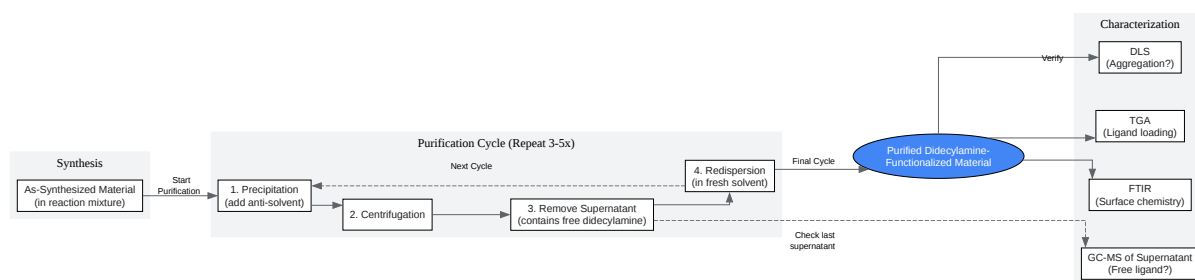 Synthesis
As-Synthesized Material
(in reaction mixture)
Start
Purification
Purification Cycle (Repeat 3-5x)
Next Cycle
1. Precipitation
(add anti-solvent)
2. Centrifugation
3. Remove Supernatant
(contains free didecylamine)
4. Redispersion
(in fresh solvent)
Final Cycle
Check last
supernatant
Purified Didecylamine-
Functionalized Material
Verify
Characterization
DLS
(Aggregation?)
TGA
(Ligand loading)
FTIR
(Surface chemistry)
GC-MS of Supernatant
(Free ligand?)